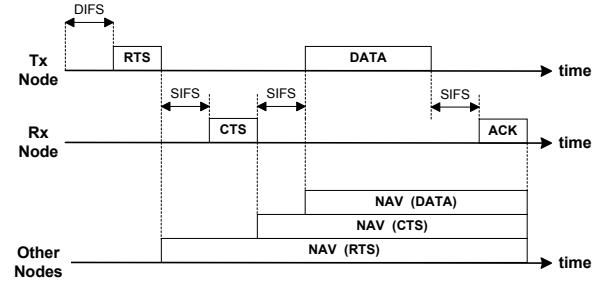 DIFS
RTS
DATA
Tx
Node
time
SIFS
SIFS
SIFS
CTS
ACK
Rx
Node
time
NAV (DATA)
NAV (CTS)
NAV (RTS)
Other
Nodes
time